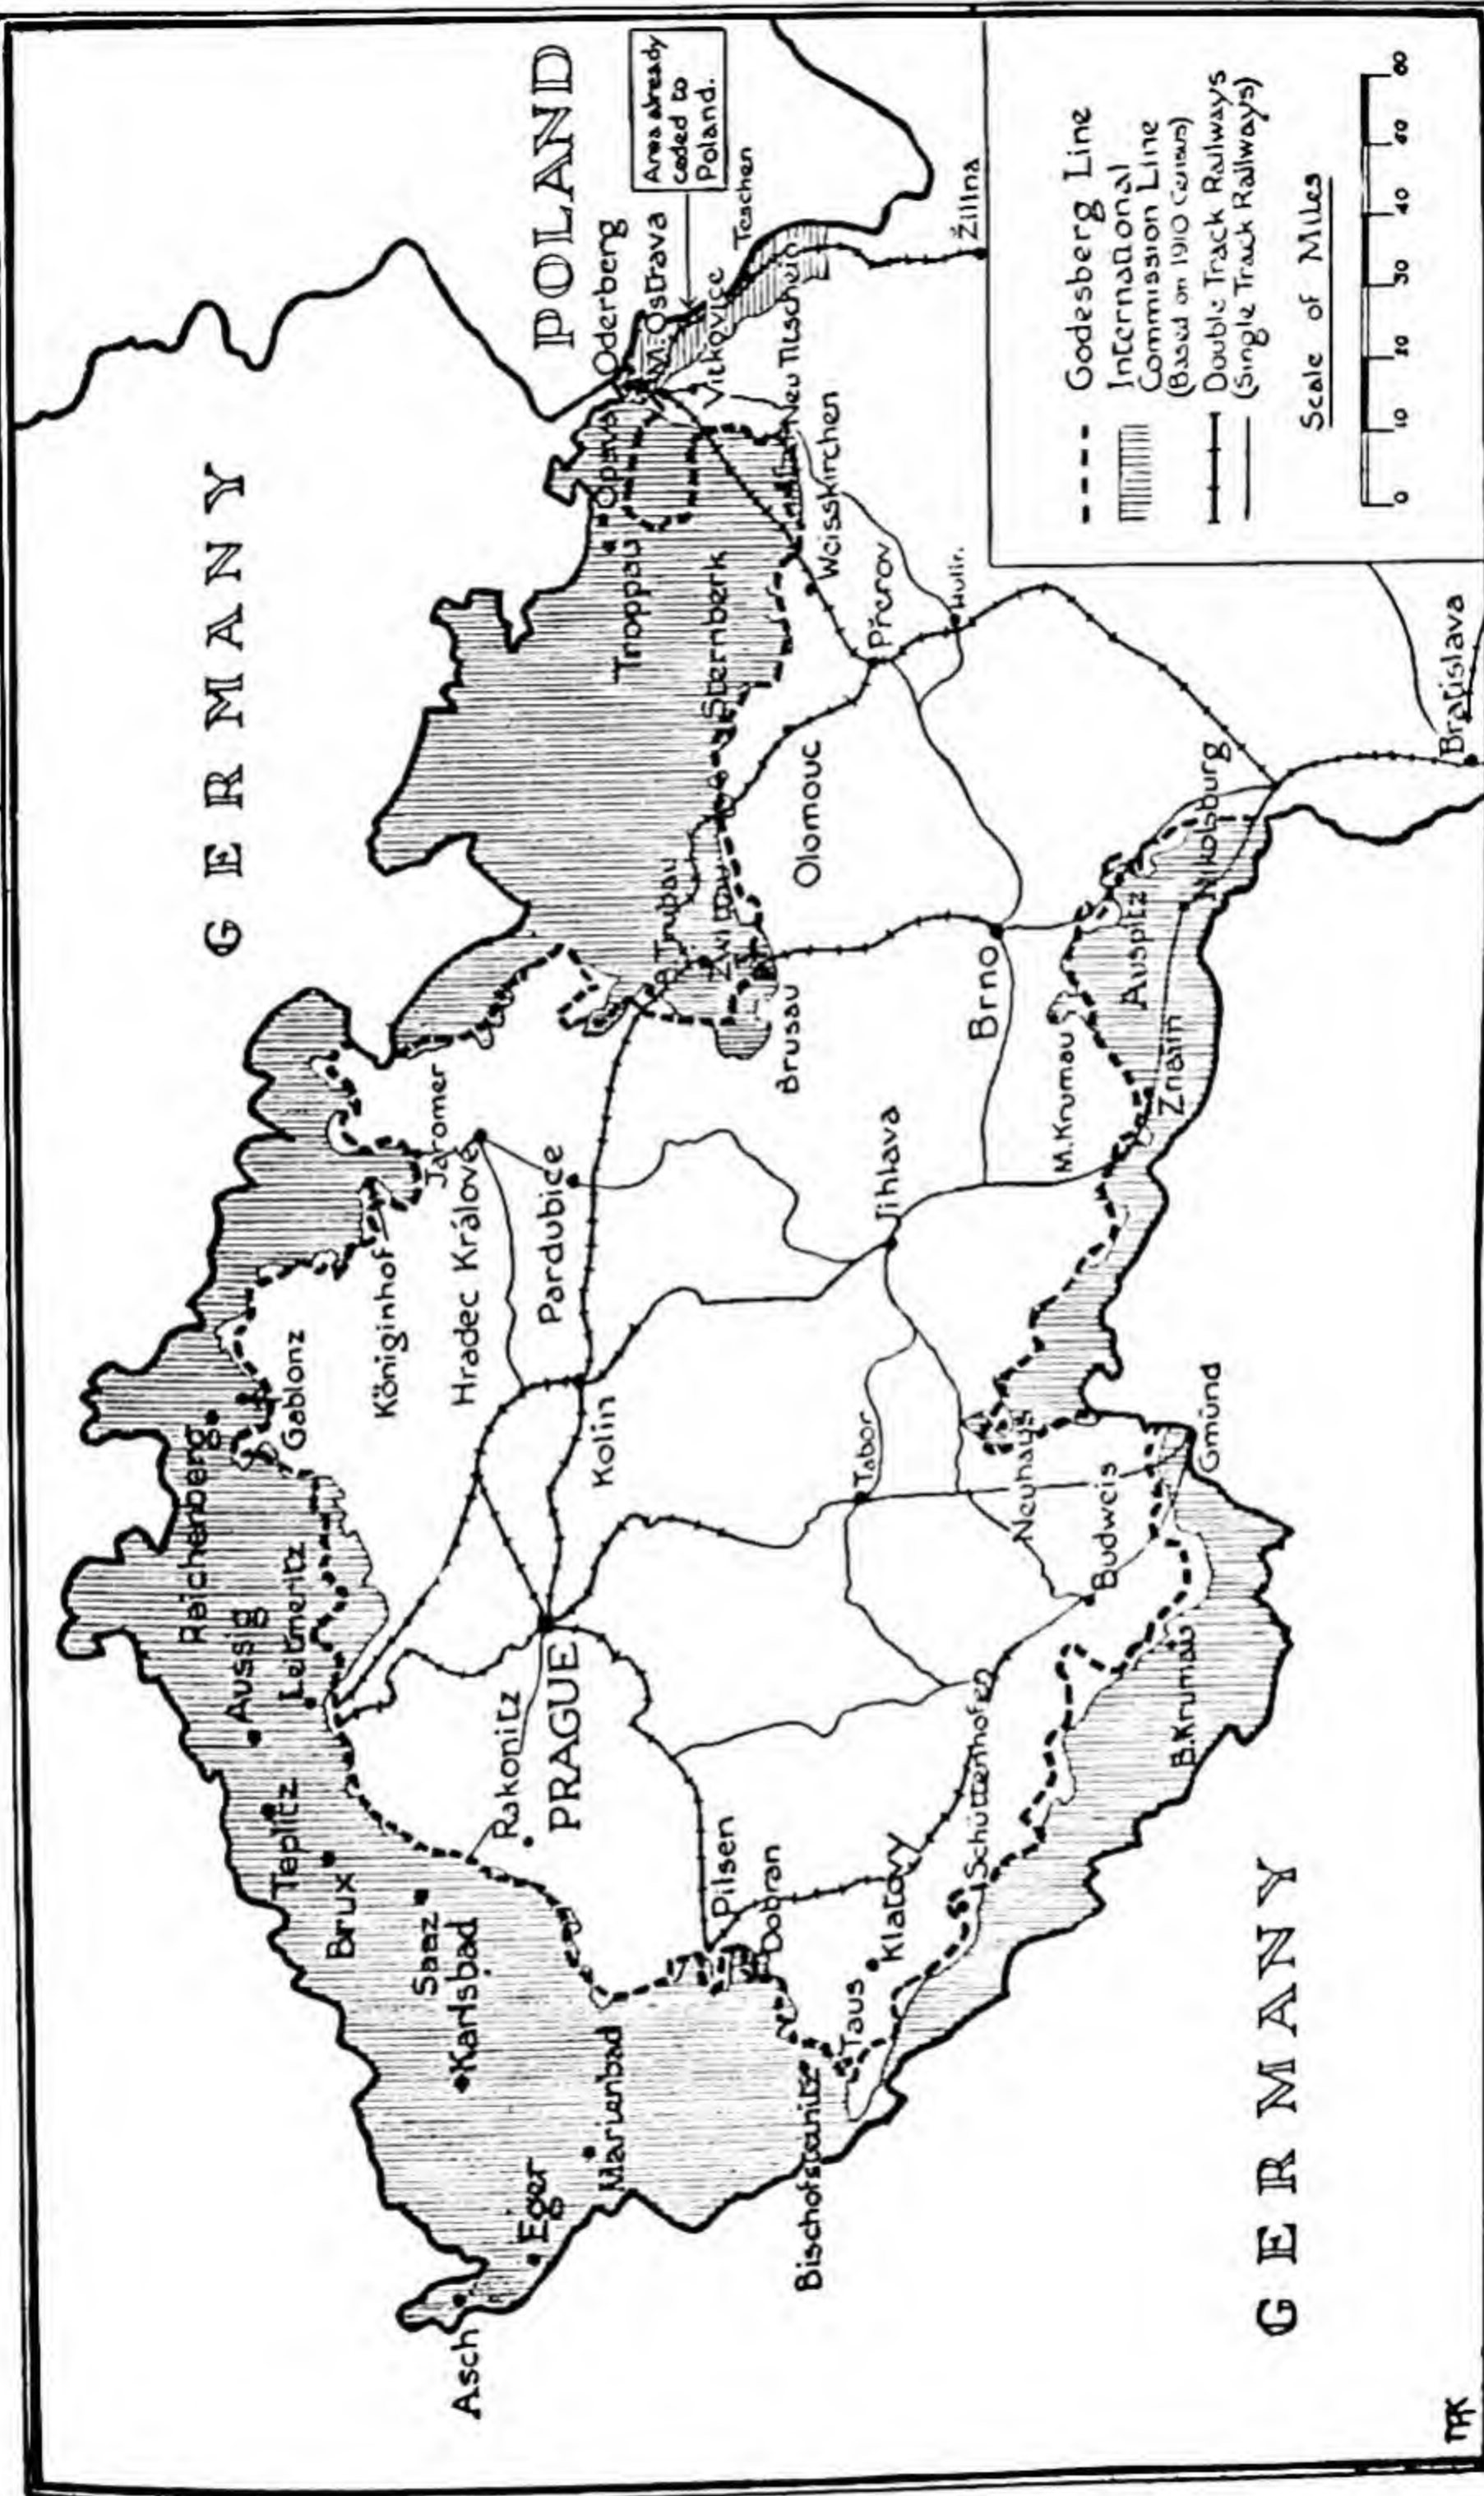 GERMANY
POLAND
Area already
ceded to
Poland.
Oderberg
M. Ostrava
Teschen
Vitkovice
Neu Titschein
Opava
Troppau
Sternberk
Weisskirchen
Žilina
Přerov
Hulin.
Olomouc
B. Trubau
Zwittau
Brusau
Brno
Nikolsburg
Auspitz
M. Krumau
Znaim
Bratislava
Jaromer
Königinhof
Hradec Králové
Pardubice
Jihlava
Gablonz
Reichenberg
Kolin
Tabor
Neuhaus
Gmünd
Budweis
Leitmeritz
Aussig
Teplitz
Brux
Saaz
Karlsbad
Rakonitz
PRAGUE
B. Krumau
Schüttenhofen
Pilsen
Dobran
Klatovy
Taus
Marienbad
Bischofsteinitz
Eger
Asch
GERMANY
Godesberg Line
International
Commission Line
(Based on 1910 Census)
Double Track Railways
(Single Track Railways)
Scale of Miles
0 10 20 30 40 50 60